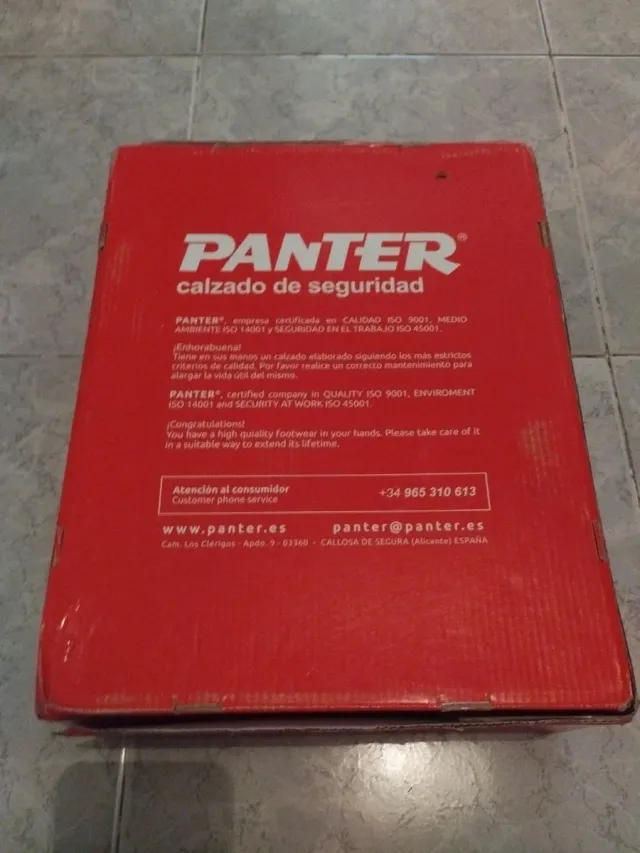 PANTER®
calzado de seguridad
PANTER®, empresa certificada en CALIDAD ISO 9001, MEDIO
AMBIENTE ISO 14001 y SEGURIDAD EN EL TRABAJO ISO 45001.
¡Enhorabuena!
Tiene en sus manos un calzado elaborado siguiendo los más estrictos
criterios de calidad. Por favor realice un correcto mantenimiento para
alargar la vida útil del mismo.
PANTER®, certified company in QUALITY ISO 9001, ENVIROMENT
ISO 14001 and SECURITY AT WORK ISO 45001.
¡Congratulations!
You have a high quality footwear in your hands. Please take care of it
in a suitable way to extend its lifetime.
Atención al consumidor
Customer phone service
+34 965 310 613
www.panter.es panter@panter.es
Cam. Los Clérigos - Apdo. 9 - 03360 - CALLOSA DE SEGURA (Alicante) ESPAÑA